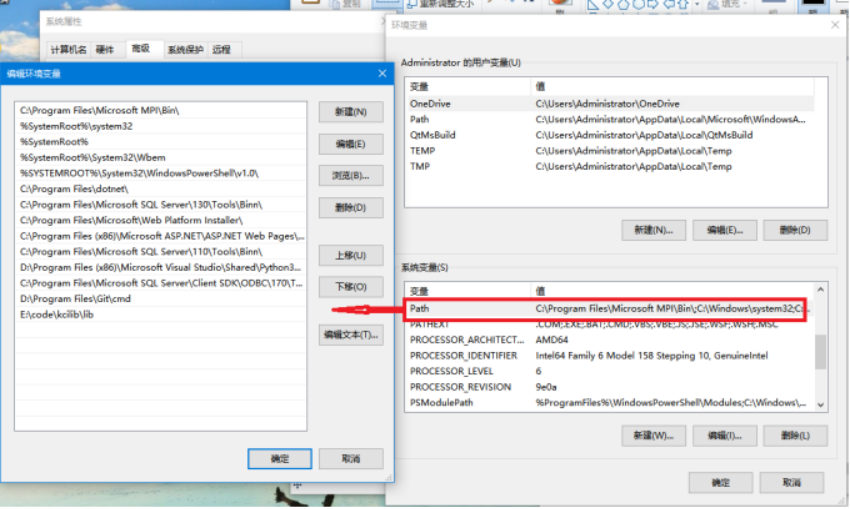 复制
重新调整大小
填充
系统属性
计算机名 硬件 高级 系统保护 远程
编辑环境变量
C:\Program Files\Microsoft MPI\Bin\
%SystemRoot%\system32
%SystemRoot%
%SystemRoot%\System32\Wbem
%SYSTEMROOT%\System32\WindowsPowerShell\v1.0\
C:\Program Files\dotnet\
C:\Program Files\Microsoft SQL Server\130\Tools\Binn\
C:\Program Files\Microsoft\Web Platform Installer\
C:\Program Files (x86)\Microsoft ASP.NET\ASP.NET Web Pages\...
C:\Program Files\Microsoft SQL Server\110\Tools\Binn\
D:\Program Files (x86)\Microsoft Visual Studio\Shared\Python3...
C:\Program Files\Microsoft SQL Server\Client SDK\ODBC\170\T...
D:\Program Files\Git\cmd
E:\code\kcilib\lib
新建(N)
编辑(E)
浏览(B)...
删除(D)
上移(U)
下移(O)
编辑文本(T)...
确定 取消
环境变量
Administrator 的用户变量(U)
变量 值
OneDrive C:\Users\Administrator\OneDrive
Path C:\Users\Administrator\AppData\Local\Microsoft\WindowsA...
QtMsBuild C:\Users\Administrator\AppData\Local\QtMsBuild
TEMP C:\Users\Administrator\AppData\Local\Temp
TMP C:\Users\Administrator\AppData\Local\Temp
新建(N)... 编辑(E)... 删除(D)
系统变量(S)
变量 值
Path C:\Program Files\Microsoft MPI\Bin\;C:\Windows\system32;C:...
PATHEXT .COM;.EXE;.BAT;.CMD;.VBS;.VBE;.JS;.JSE;.WSF;.WSH;.MSC
PROCESSOR_ARCHITECT... AMD64
PROCESSOR_IDENTIFIER Intel64 Family 6 Model 158 Stepping 10, GenuineIntel
PROCESSOR_LEVEL 6
PROCESSOR_REVISION 9e0a
PSModulePath %ProgramFiles%\WindowsPowerShell\Modules;C:\Windows\...
新建(W)... 编辑(I)... 删除(L)
确定 取消